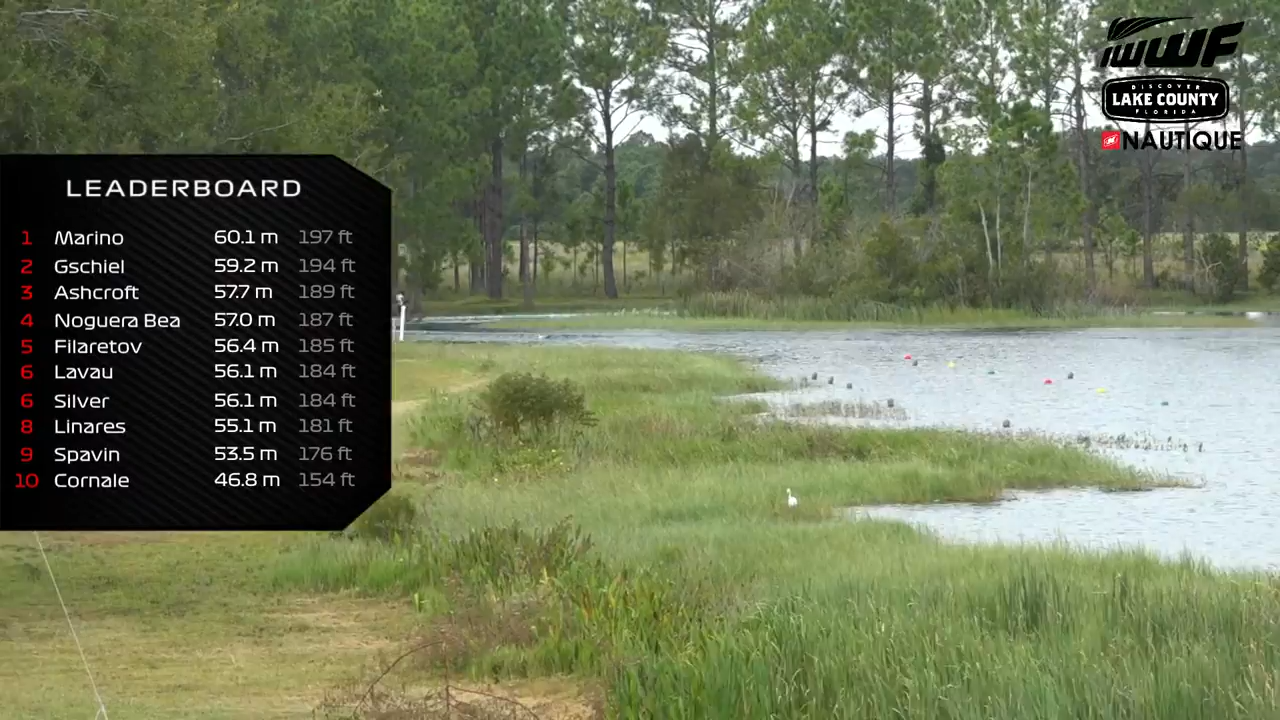 IWWF
DISCOVER
LAKE COUNTY
FLORIDA
NAUTIQUE
LEADERBOARD
1 Marino 60.1 m 197 ft
2 Gschiel 59.2 m 194 ft
3 Ashcroft 57.7 m 189 ft
4 Noguera Bea 57.0 m 187 ft
5 Filaretov 56.4 m 185 ft
6 Lavau 56.1 m 184 ft
6 Silver 56.1 m 184 ft
8 Linares 55.1 m 181 ft
9 Spavin 53.5 m 176 ft
10 Cornale 46.8 m 154 ft